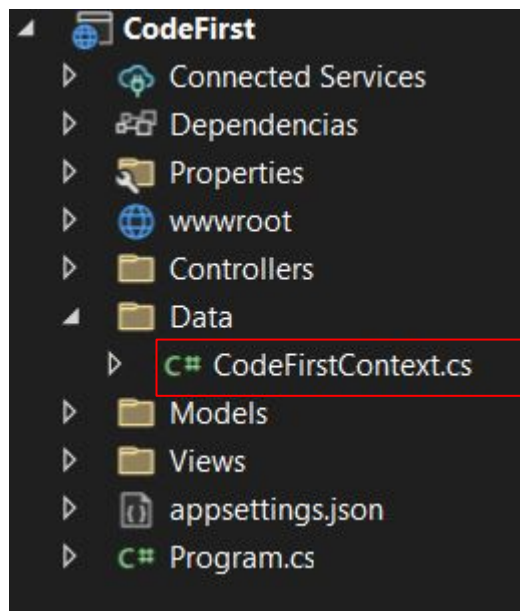 CodeFirst
Connected Services
Dependencias
Properties
wwwroot
Controllers
Data
C# CodeFirstContext.cs
Models
Views
appsettings.json
C# Program.cs